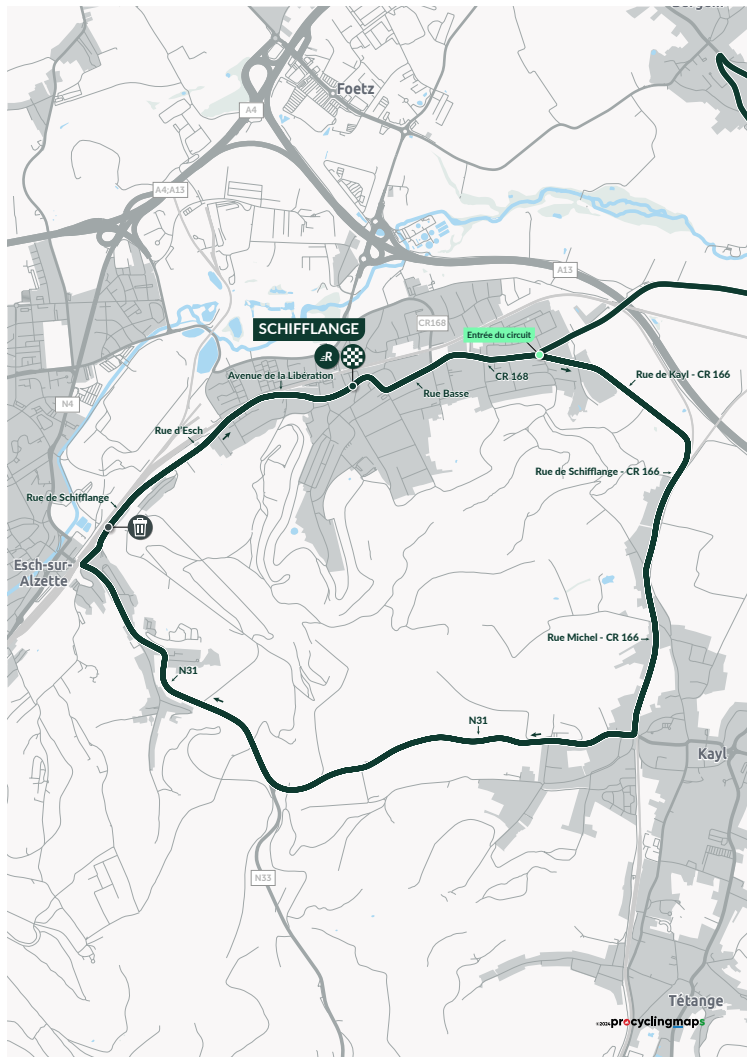 Foetz
A4
A4;A13
A13
SCHIFFLANGE
CR168
R
Entrée du circuit
Avenue de la Libération
CR 168
Rue de Kayl - CR 166
Rue Basse
N4
Rue d'Esch
Rue de Schifflange - CR 166
Rue de Schifflange
Esch-sur-
Alzette
Rue Michel - CR 166
N31
N31
Kayl
N33
Tétange
©2024 procyclingmaps